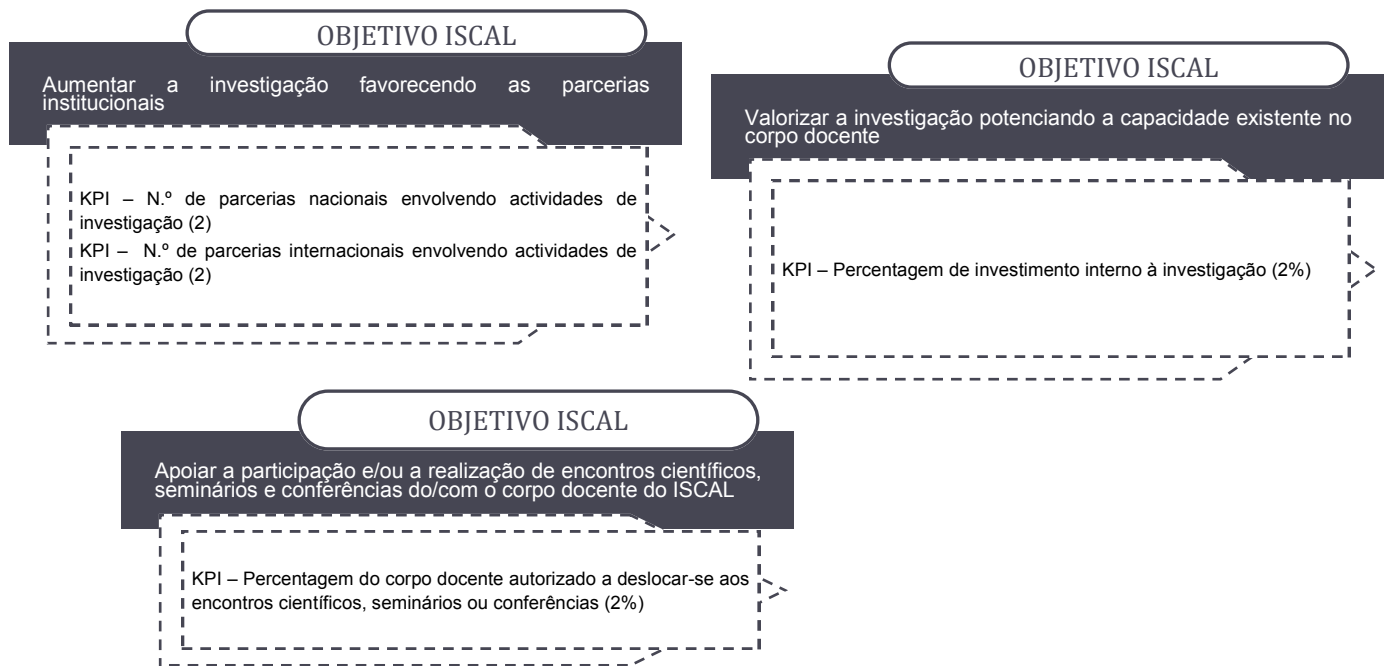 OBJETIVO ISCAL
Aumentar a investigação favorecendo as parcerias
institucionais
KPI – N.º de parcerias nacionais envolvendo actividades de
investigação (2)
KPI – N.º de parcerias internacionais envolvendo actividades de
investigação (2)
OBJETIVO ISCAL
Valorizar a investigação potenciando a capacidade existente no
corpo docente
KPI – Percentagem de investimento interno à investigação (2%)
OBJETIVO ISCAL
Apoiar a participação e/ou a realização de encontros científicos,
seminários e conferências do/com o corpo docente do ISCAL
KPI – Percentagem do corpo docente autorizado a deslocar-se aos
encontros científicos, seminários ou conferências (2%)